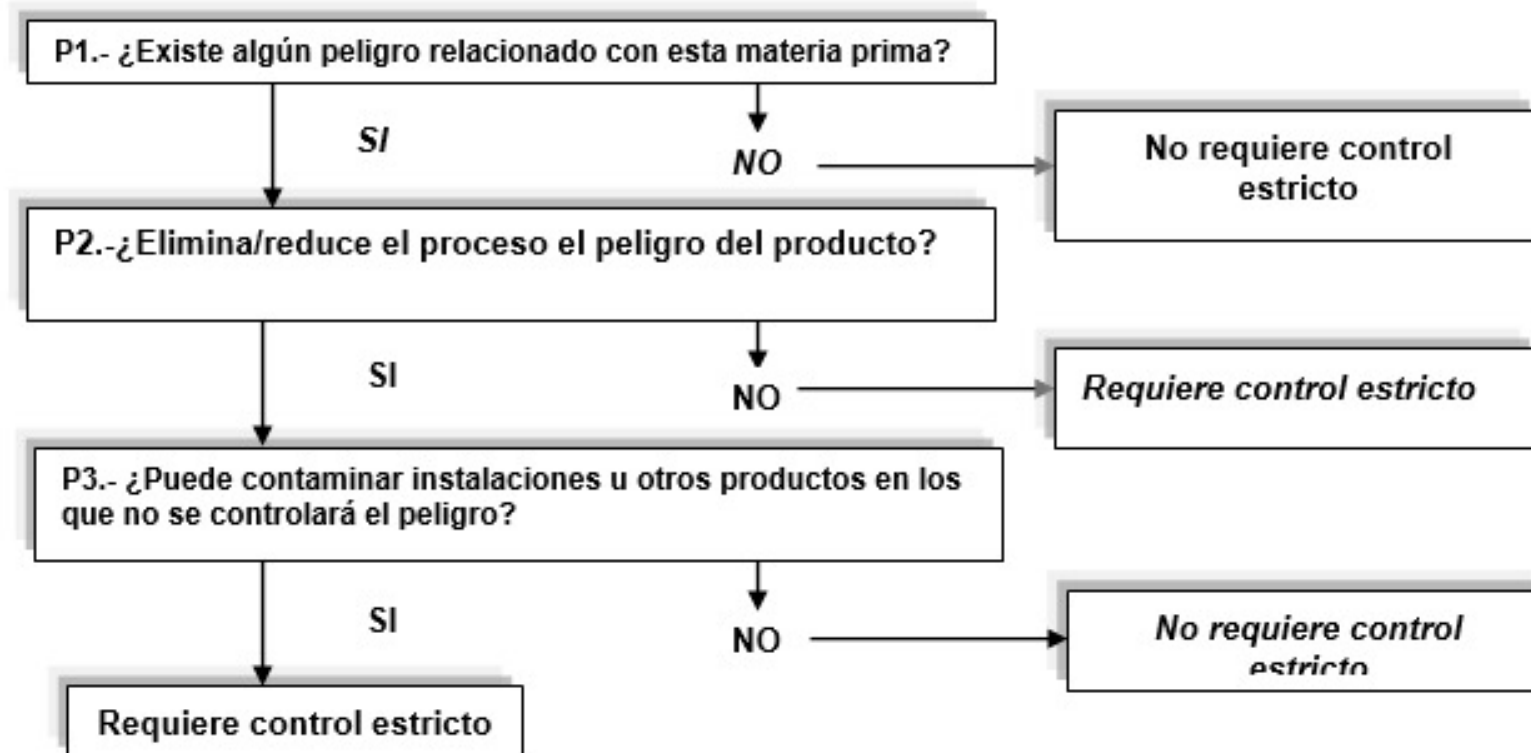 P1.- ¿Existe algún peligro relacionado con esta materia prima?
SI
NO
No requiere control
estricto
P2.-¿Elimina/reduce el proceso el peligro del producto?
SI
NO
Requiere control estricto
P3.- ¿Puede contaminar instalaciones u otros productos en los
que no se controlará el peligro?
SI
NO
No requiere control
estricto
Requiere control estricto